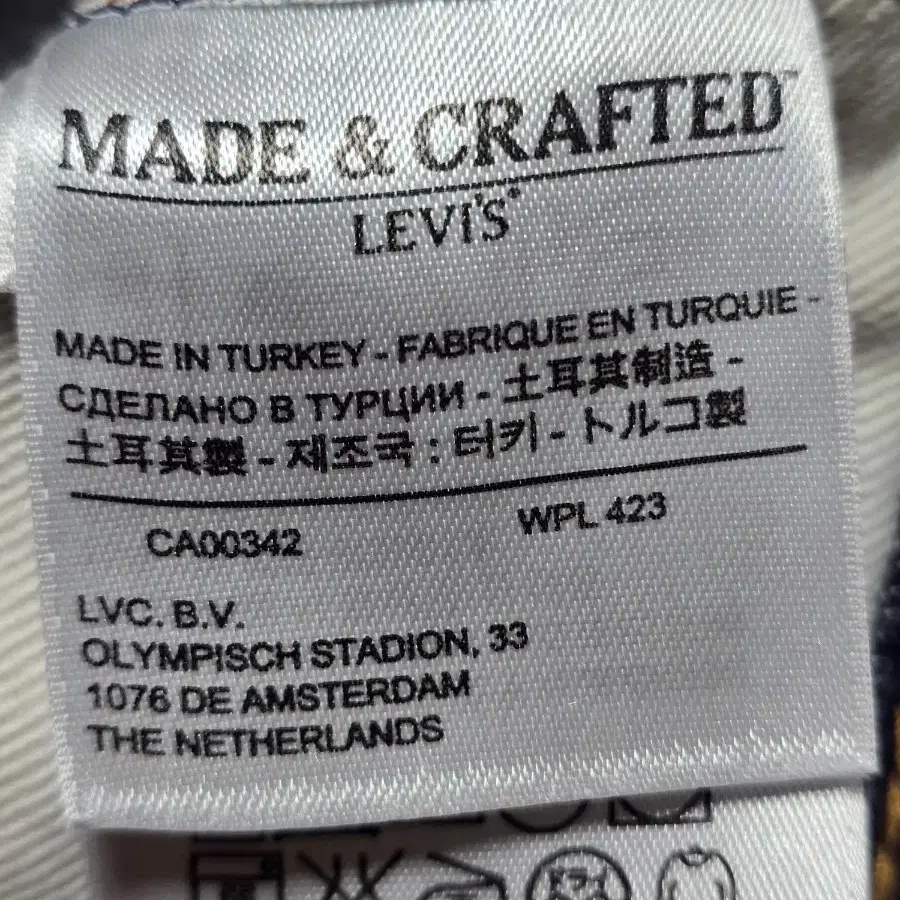 MADE & CRAFTED™
LEVI'S®
MADE IN TURKEY - FABRIQUE EN TURQUIE -
СДЕЛАНО В ТУРЦИИ - 土耳其制造 -
土耳其製 - 제조국 : 터키 - トルコ製
CA00342 WPL 423
LVC. B.V.
OLYMPISCH STADION, 33
1076 DE AMSTERDAM
THE NETHERLANDS